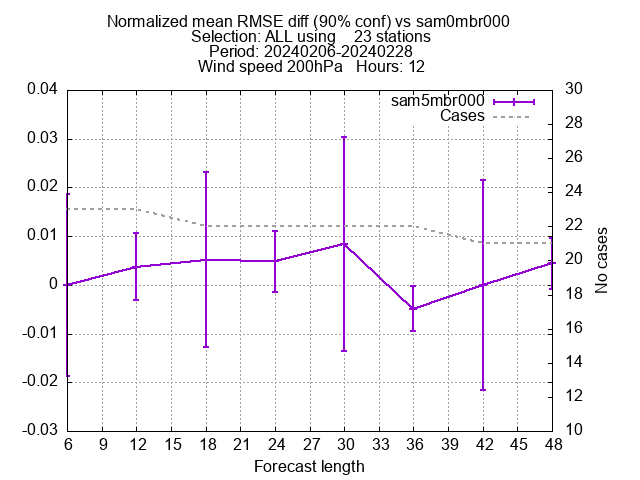 Normalized mean RMSE diff (90% conf) vs sam0mbr000
Selection: ALL using    23 stations
Period: 20240206-20240228
Wind speed 200hPa   Hours: 12
sam5mbr000
Cases
0.04
0.03
0.02
0.01
0
-0.01
-0.02
-0.03
30
28
26
24
22
20
18
16
14
12
10
No cases
6 9 12 15 18 21 24 27 30 33 36 39 42 45 48
Forecast length